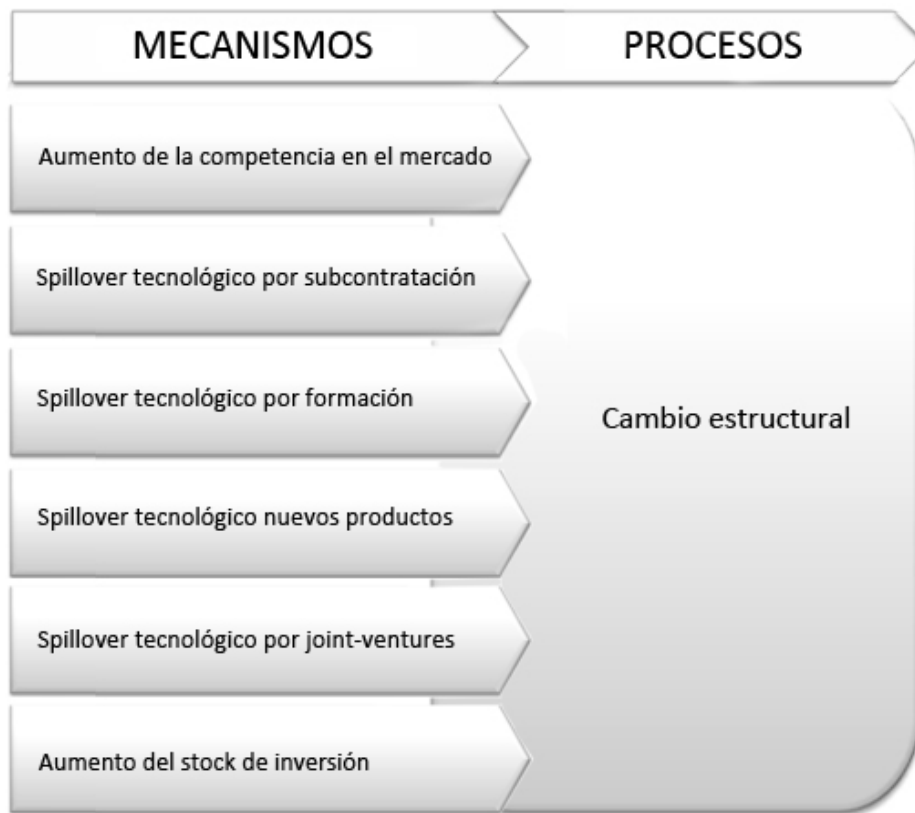 MECANISMOS
PROCESOS
Aumento de la competencia en el mercado
Spillover tecnológico por subcontratación
Spillover tecnológico por formación
Cambio estructural
Spillover tecnológico nuevos productos
Spillover tecnológico por joint-ventures
Aumento del stock de inversión